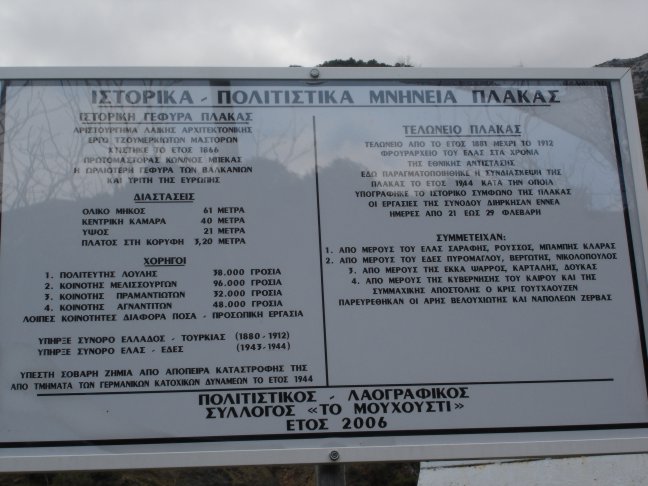 ΙΣΤΟΡΙΚΑ - ΠΟΛΙΤΙΣΤΙΚΑ ΜΝΗΝΕΙΑ ΠΛΑΚΑΣ
ΙΣΤΟΡΙΚΗ ΓΕΦΥΡΑ ΠΛΑΚΑΣ
ΑΡΙΣΤΟΥΡΓΗΜΑ ΛΑΙΚΗΣ ΑΡΧΙΤΕΚΤΟΝΙΚΗΣ
ΕΡΓΟ ΤΖΟΥΜΕΡΚΙΩΤΩΝ ΜΑΣΤΟΡΩΝ
ΧΤΙΣΤΗΚΕ ΤΟ ΕΤΟΣ 1866
ΠΡΩΤΟΜΑΣΤΟΡΑΣ ΚΩΝΝΟΣ ΜΠΕΚΑΣ
Η ΩΡΑΙΟΤΕΡΗ ΓΕΦΥΡΑ ΤΩΝ ΒΑΛΚΑΝΙΩΝ
ΚΑΙ ΥΡΙΤΗ ΤΗΣ ΕΥΡΩΠΗΣ
ΔΙΑΣΤΑΣΕΙΣ
ΟΛΙΚΟ ΜΗΚΟΣ 61 ΜΕΤΡΑ
ΚΕΝΤΡΙΚΗ ΚΑΜΑΡΑ 40 ΜΕΤΡΑ
ΥΨΟΣ 21 ΜΕΤΡΑ
ΠΛΑΤΟΣ ΣΤΗ ΚΟΡΥΦΗ 3,20 ΜΕΤΡΑ
ΧΟΡΗΓΟΙ
1. ΠΟΛΙΤΕΥΤΗΣ ΛΟΥΛΗΣ 38.000 ΓΡΟΣΙΑ
2. ΚΟΙΝΟΤΗΣ ΜΕΛΙΣΣΟΥΡΓΩΝ 96.000 ΓΡΟΣΙΑ
3. ΚΟΙΝΟΤΗΣ ΠΡΑΜΑΝΤΙΩΤΩΝ 32.000 ΓΡΟΣΙΑ
4. ΚΟΙΝΟΤΗΣ ΑΓΝΑΝΤΙΤΩΝ 48.000 ΓΡΟΣΙΑ
ΛΟΙΠΕΣ ΚΟΙΝΟΤΗΤΕΣ ΔΙΑΦΟΡΑ ΠΟΣΑ - ΠΡΟΣΩΠΙΚΗ ΕΡΓΑΣΙΑ
ΥΠΗΡΞΕ ΣΥΝΟΡΟ ΕΛΛΑΔΟΣ - ΤΟΥΡΚΙΑΣ (1880-1912)
ΥΠΗΡΞΕ ΣΥΝΟΡΟ ΕΛΑΣ - ΕΔΕΣ (1943-1944)
ΥΠΕΣΤΗ ΣΟΒΑΡΗ ΖΗΜΙΑ ΑΠΟ ΑΠΟΠΕΙΡΑ ΚΑΤΑΣΤΡΟΦΗΣ ΤΗΣ
ΑΠΟ ΤΜΗΜΑΤΑ ΤΩΝ ΓΕΡΜΑΝΙΚΩΝ ΚΑΤΟΧΙΚΩΝ ΔΥΝΑΜΕΩΝ ΤΟ ΕΤΟΣ 1944
ΤΕΛΩΝΕΙΟ ΠΛΑΚΑΣ
ΤΕΛΩΝΕΙΟ ΑΠΟ ΤΟ ΕΤΟΣ 1881 ΜΕΧΡΙ ΤΟ 1912
ΦΡΟΥΡΑΡΧΕΙΟ ΤΟΥ ΕΛΑΣ ΣΤΑ ΧΡΟΝΙΑ
ΤΗΣ ΕΘΝΙΚΗΣ ΑΝΤΙΣΤΑΣΗΣ
ΕΔΩ ΠΑΡΑΓΜΑΤΟΠΟΙΗΘΗΚΕ Η ΣΥΝΔΙΑΣΚΕΨΗ ΤΗΣ
ΠΛΑΚΑΣ ΤΟ ΕΤΟΣ 1944 ΚΑΤΑ ΤΗΝ ΟΠΟΙΑ
ΥΠΟΓΡΑΦΗΚΕ ΤΟ ΙΣΤΟΡΙΚΟ ΣΥΜΦΩΝΟ ΤΗΣ ΠΛΑΚΑΣ
ΟΙ ΕΡΓΑΣΙΕΣ ΤΗΣ ΣΥΝΟΔΟΥ ΔΙΗΡΚΗΣΑΝ ΕΝΝΕΑ
ΗΜΕΡΕΣ ΑΠΟ 21 ΕΩΣ 29 ΦΛΕΒΑΡΗ
ΣΥΜΜΕΤΕΙΧΑΝ:
1. ΑΠΟ ΜΕΡΟΥΣ ΤΟΥ ΕΛΑΣ ΣΑΡΑΦΗΣ, ΡΟΥΣΣΟΣ, ΜΠΑΜΠΗΣ ΚΛΑΡΑΣ
2. ΑΠΟ ΜΕΡΟΥΣ ΤΟΥ ΕΔΕΣ ΠΥΡΟΜΑΓΛΟΥ, ΒΕΡΓΩΤΗΣ, ΝΙΚΟΛΟΠΟΥΛΟΣ
3. ΑΠΟ ΜΕΡΟΥΣ ΤΗΣ ΕΚΚΑ ΨΑΡΡΟΣ, ΚΑΡΤΑΛΗΣ, ΔΟΥΚΑΣ
4. ΑΠΟ ΜΕΡΟΥΣ ΤΗΣ ΚΥΒΕΡΝΗΣΗΣ ΤΟΥ ΚΑΙΡΟΥ ΚΑΙ ΤΗΣ
ΣΥΜΜΑΧΙΚΗΣ ΑΠΟΣΤΟΛΗΣ Ο ΚΡΙΣ ΓΟΥΤΧΑΟΥΖΕΝ
ΠΑΡΕΥΡΕΘΗΚΑΝ ΟΙ ΑΡΗΣ ΒΕΛΟΥΧΙΩΤΗΣ ΚΑΙ ΝΑΠΟΛΕΩΝ ΖΕΡΒΑΣ
ΠΟΛΙΤΙΣΤΙΚΟΣ - ΛΑΟΓΡΑΦΙΚΟΣ
ΣΥΛΛΟΓΟΣ «ΤΟ ΜΟΥΧΟΥΣΤΙ»
ΕΤΟΣ 2006